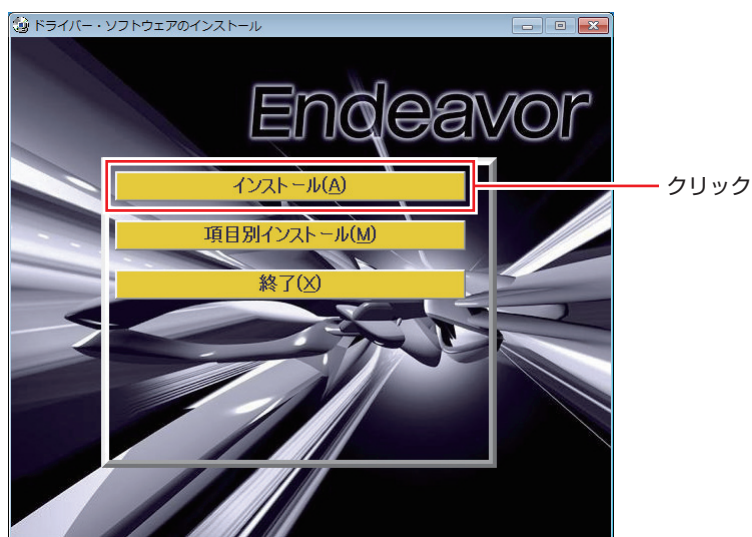 ドライバー・ソフトウェアのインストール
Endeavor
インストール(A)
クリック
項目別インストール(M)
終了(X)